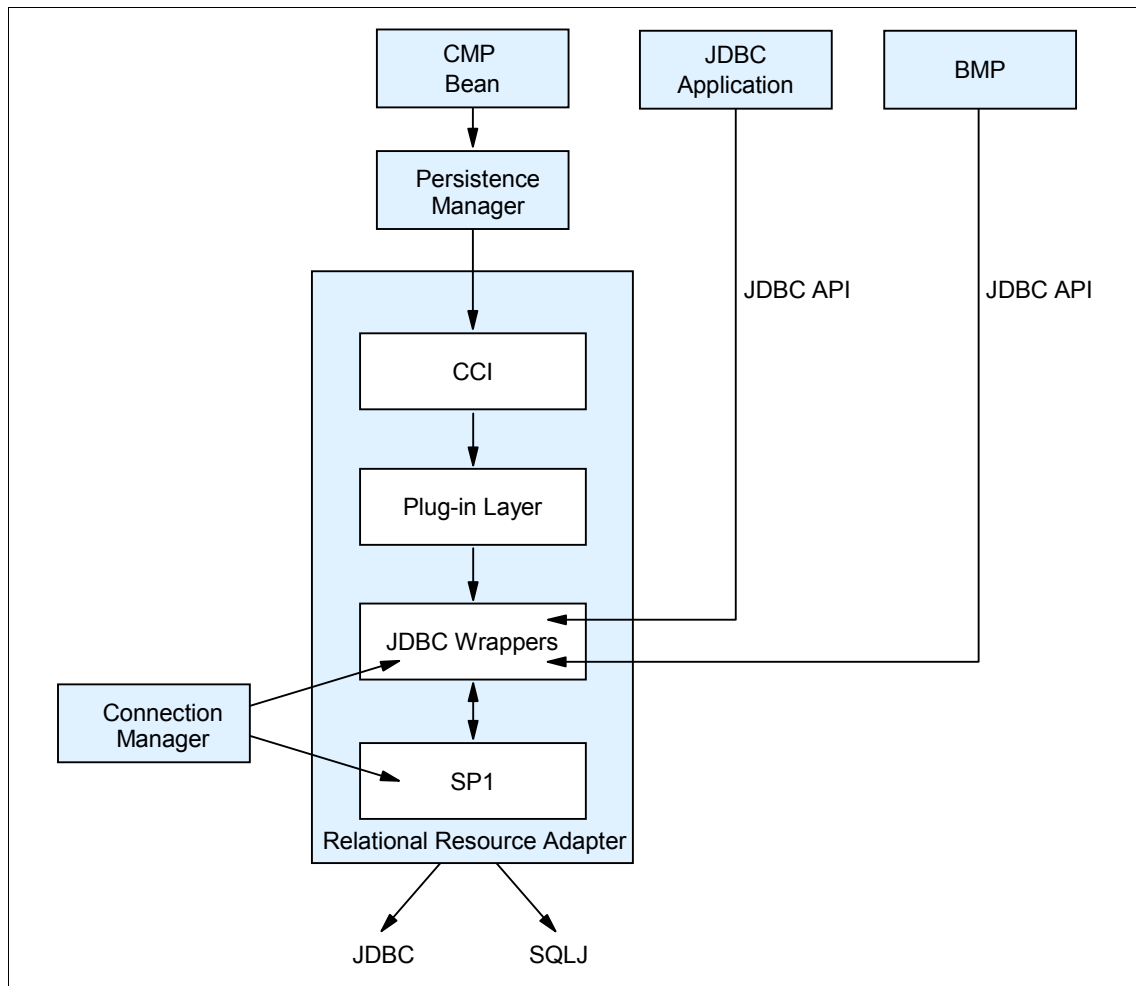 CMP
Bean
JDBC
Application
BMP
Persistence
Manager
JDBC API
JDBC API
CCI
Plug-in Layer
JDBC Wrappers
Connection
Manager
SP1
Relational Resource Adapter
JDBC
SQLJ